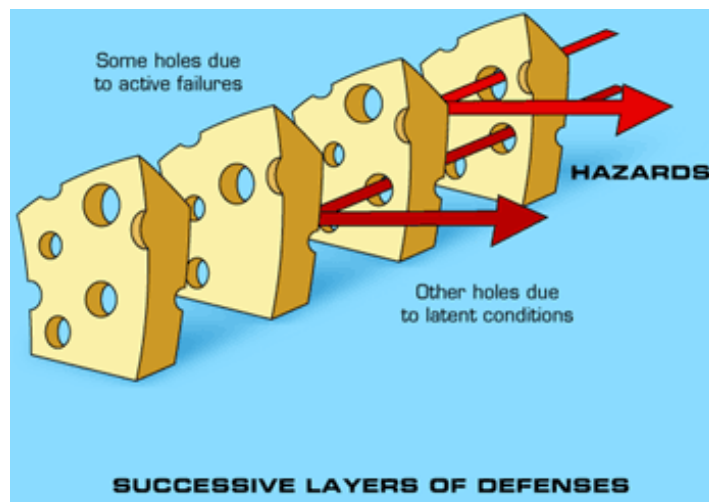 Some holes due
to active failures
HAZARDS
Other holes due
to latent conditions
SUCCESSIVE LAYERS OF DEFENSES